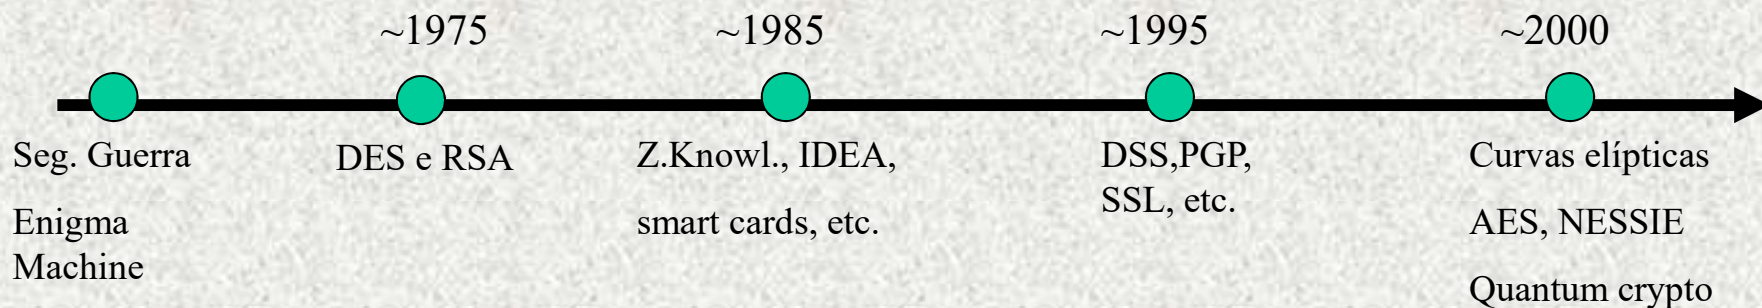 ~1975
~1985
~1995
~2000
Seg. Guerra
Enigma
Machine
DES e RSA
Z.Knowl., IDEA,
smart cards, etc.
DSS,PGP,
SSL, etc.
Curvas elípticas
AES, NESSIE
Quantum crypto